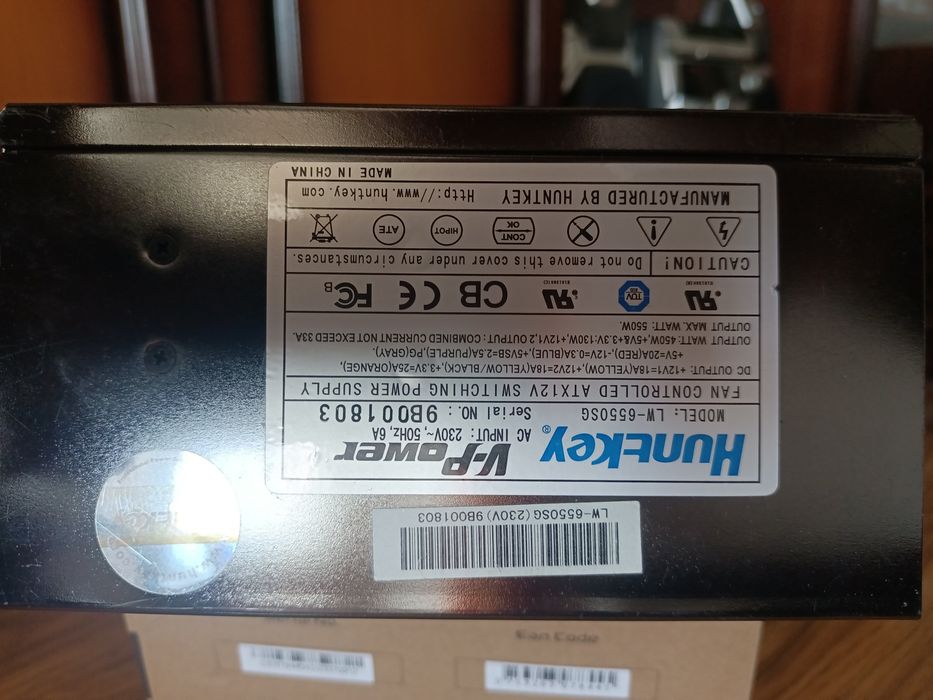 HuntKey® V-Power
MODEL: LW-6550SG AC INPUT: 230V~, 50Hz, 6A
Serial NO. : 9B001803
FAN CONTROLLED ATX12V SWITCHING POWER SUPPLY
DC OUTPUT: +12V1=18A(YELLOW),+12V2=18A(YELLOW/BLACK),+3.3V=25A(ORANGE),
+5V=20A(RED),-12V=0.3A(BLUE),+5VSB=2.5A(PURPLE),PG(GRAY).
OUTPUT WATT: 450W, +5V&+3.3V:130W,+12V1,2 OUTPUT : COMBINED CURRENT NOT EXCEED 33A.
OUTPUT MAX. WATT: 550W.
TÜV CB CE FC B
CAUTION! Do not remove this cover under any circumstances.
CONT OK HIPOT ATE
MANUFACTURED BY HUNTKEY Http://www.huntkey.com
MADE IN CHINA
LW-6550SG (230V) 9B001803
Ean Code